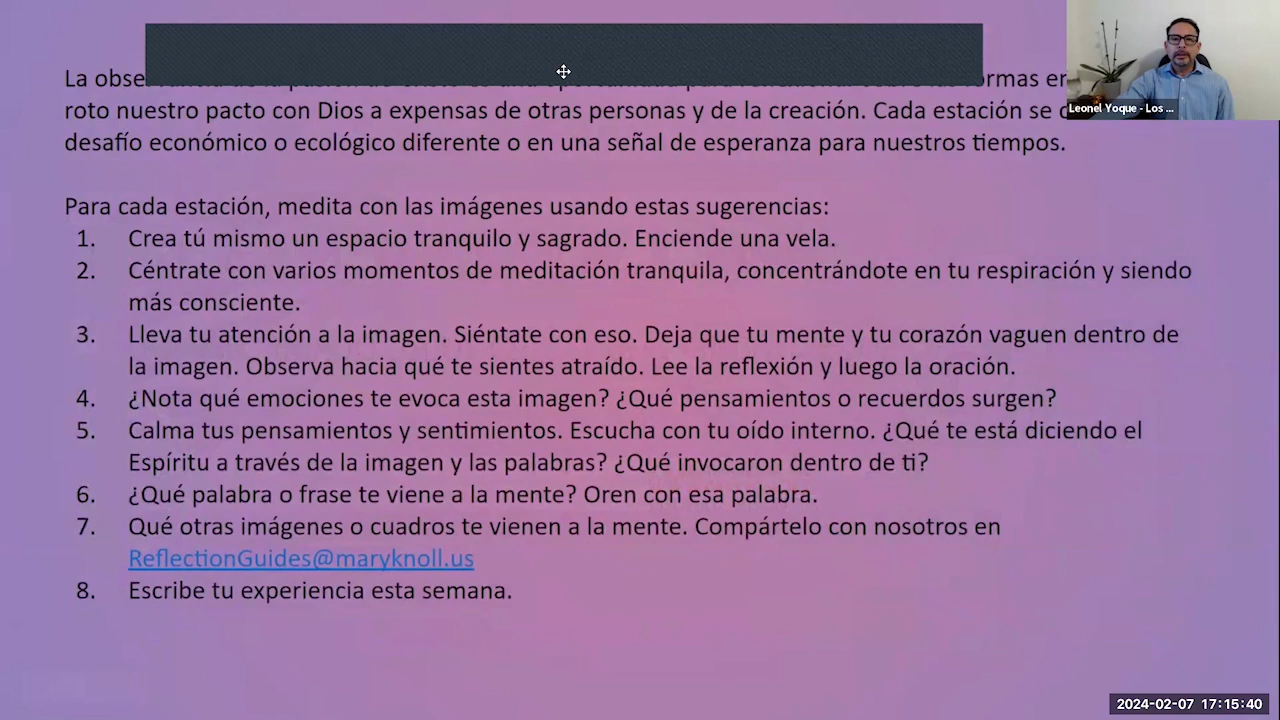 La obse ormas en
roto nuestro pacto con Dios a expensas de otras personas y de la creación. Cada estación se
desafío económico o ecológico diferente o en una señal de esperanza para nuestros tiempos.
Para cada estación, medita con las imágenes usando estas sugerencias:
1. Crea tú mismo un espacio tranquilo y sagrado. Enciende una vela.
2. Céntrate con varios momentos de meditación tranquila, concentrándote en tu respiración y siendo
más consciente.
3. Lleva tu atención a la imagen. Siéntate con eso. Deja que tu mente y tu corazón vaguen dentro de
la imagen. Observa hacia qué te sientes atraído. Lee la reflexión y luego la oración.
4. ¿Nota qué emociones te evoca esta imagen? ¿Qué pensamientos o recuerdos surgen?
5. Calma tus pensamientos y sentimientos. Escucha con tu oído interno. ¿Qué te está diciendo el
Espíritu a través de la imagen y las palabras? ¿Qué invocaron dentro de ti?
6. ¿Qué palabra o frase te viene a la mente? Oren con esa palabra.
7. Qué otras imágenes o cuadros te vienen a la mente. Compártelo con nosotros en
ReflectionGuides@maryknoll.us
8. Escribe tu experiencia esta semana.
Leonel Yoque - Los ...
2024-02-07 17:15:40